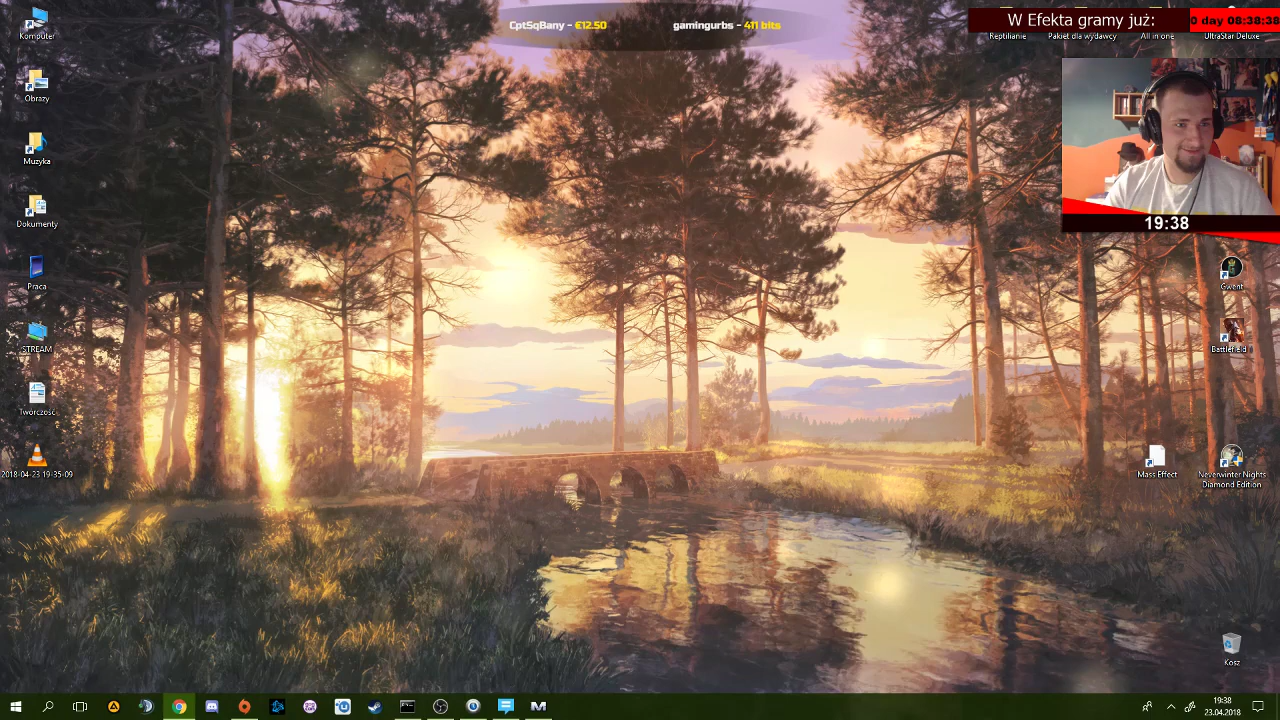 CptSqBany - €12.50
gamingurbs - 411 bits
W Efekta gramy już:
0 day 08:38:38
Komputer
Reptilianie
Pakiet dla wydawcy
All in one
UltraStar Deluxe
Obrazy
Muzyka
Dokumenty
19:38
Praca
Gwent
STREAM
Battlefield
Twórczość
2018-04-23 19-35-09
Mass Effect
Neverwinter Nights
Diamond Edition
Kosz
19:38
23.04.2018